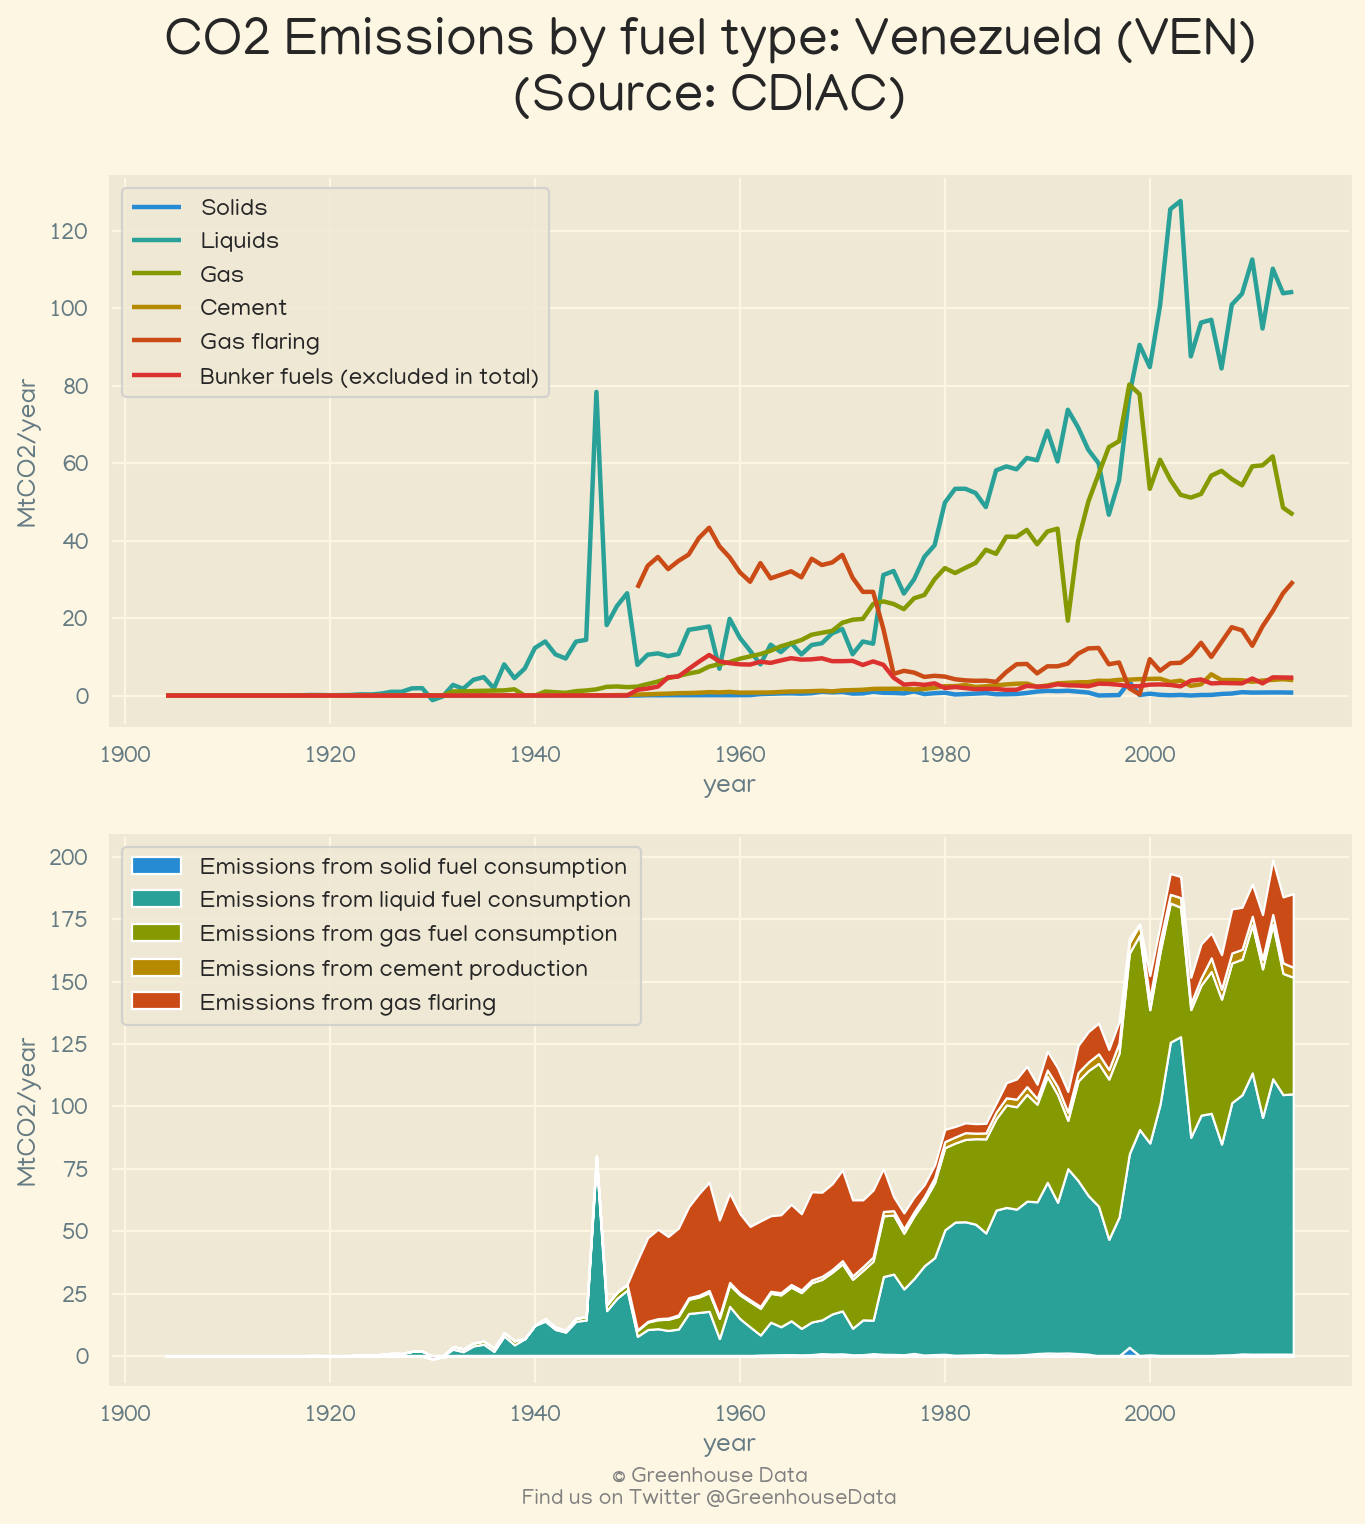 CO2 Emissions by fuel type: Venezuela (VEN)
(Source: CDIAC)
Solids
Liquids
Gas
Cement
Gas flaring
Bunker fuels (excluded in total)
MtCO2/year
120
100
80
60
40
20
0
1900 1920 1940 1960 1980 2000
year
Emissions from solid fuel consumption
Emissions from liquid fuel consumption
Emissions from gas fuel consumption
Emissions from cement production
Emissions from gas flaring
MtCO2/year
200
175
150
125
100
75
50
25
0
1900 1920 1940 1960 1980 2000
year
© Greenhouse Data
Find us on Twitter @GreenhouseData